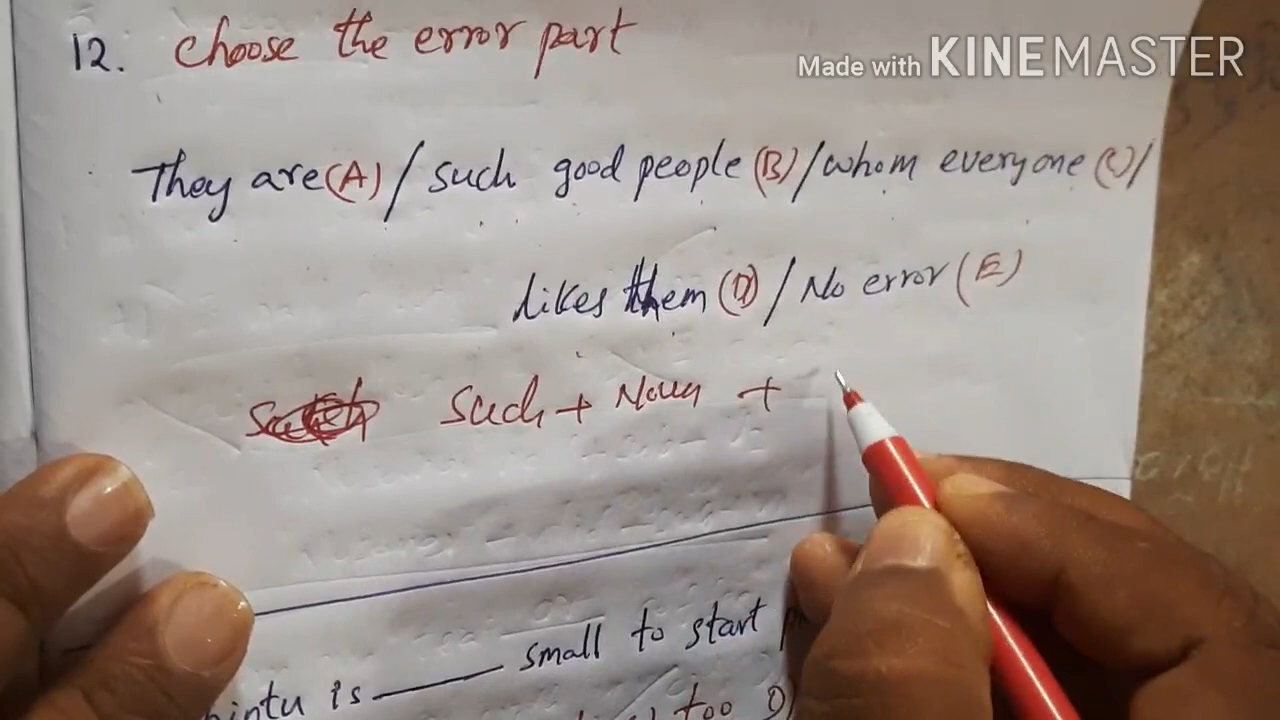 12. Choose the error part
Made with KINEMASTER
They are (A) / such good people (B) / whom everyone (C) /
likes them (D) / No error (E)
Such + Noun +
is ______ small to start
too D)